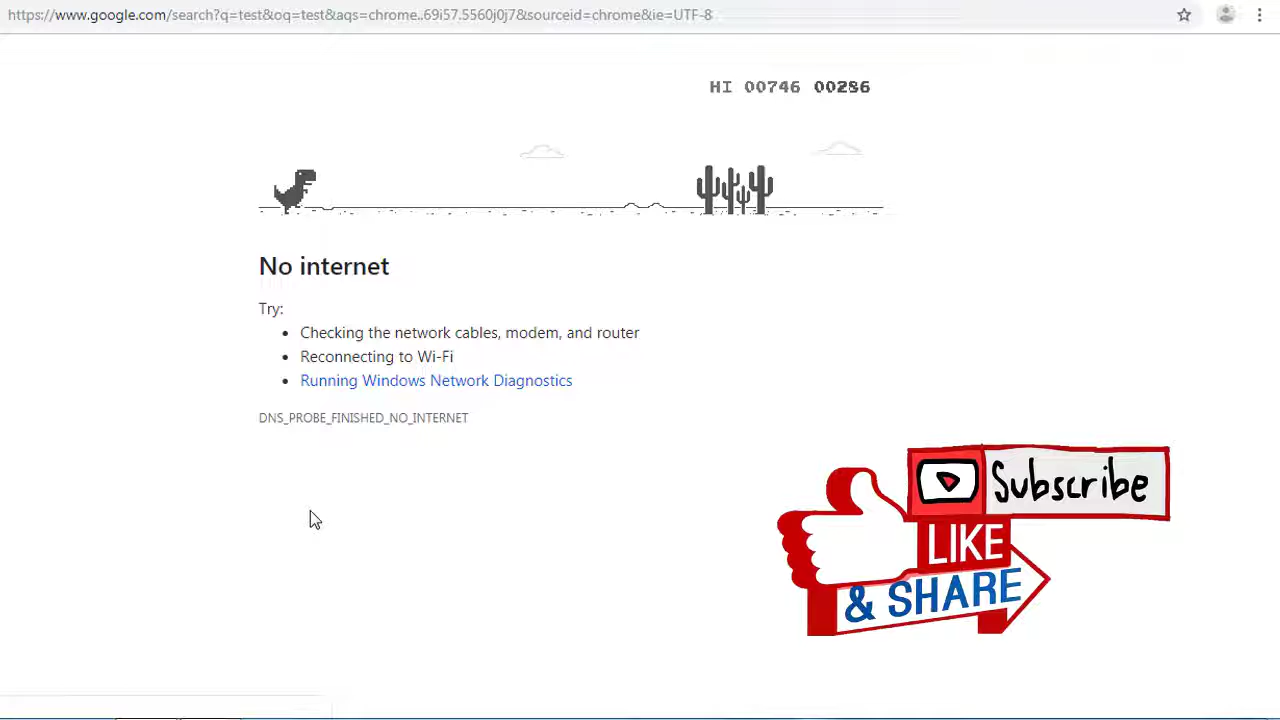 https://www.google.com/search?q=test&oq=test&aqs=chrome..69i57.5560j0j7&sourceid=chrome&ie=UTF-8
HI 00746 00286
No internet
Try:
• Checking the network cables, modem, and router
• Reconnecting to Wi-Fi
• Running Windows Network Diagnostics
DNS_PROBE_FINISHED_NO_INTERNET
Subscribe
LIKE
& SHARE